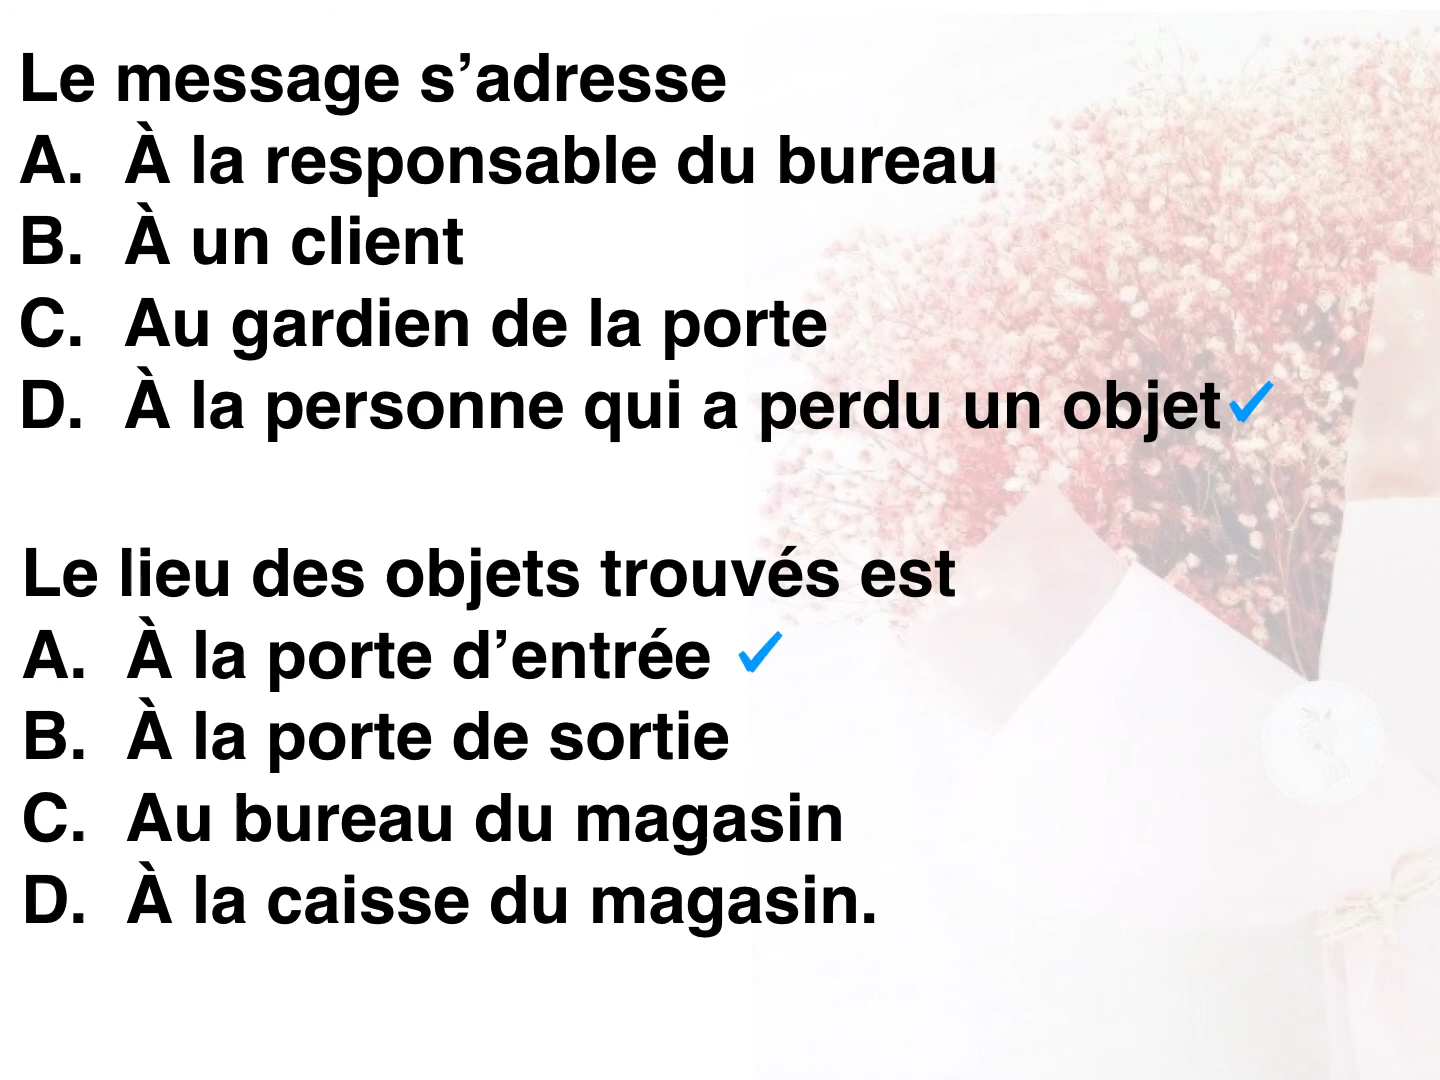 Le message s’adresse
A. À la responsable du bureau
B. À un client
C. Au gardien de la porte
D. À la personne qui a perdu un objet✓
Le lieu des objets trouvés est
A. À la porte d’entrée ✓
B. À la porte de sortie
C. Au bureau du magasin
D. À la caisse du magasin.